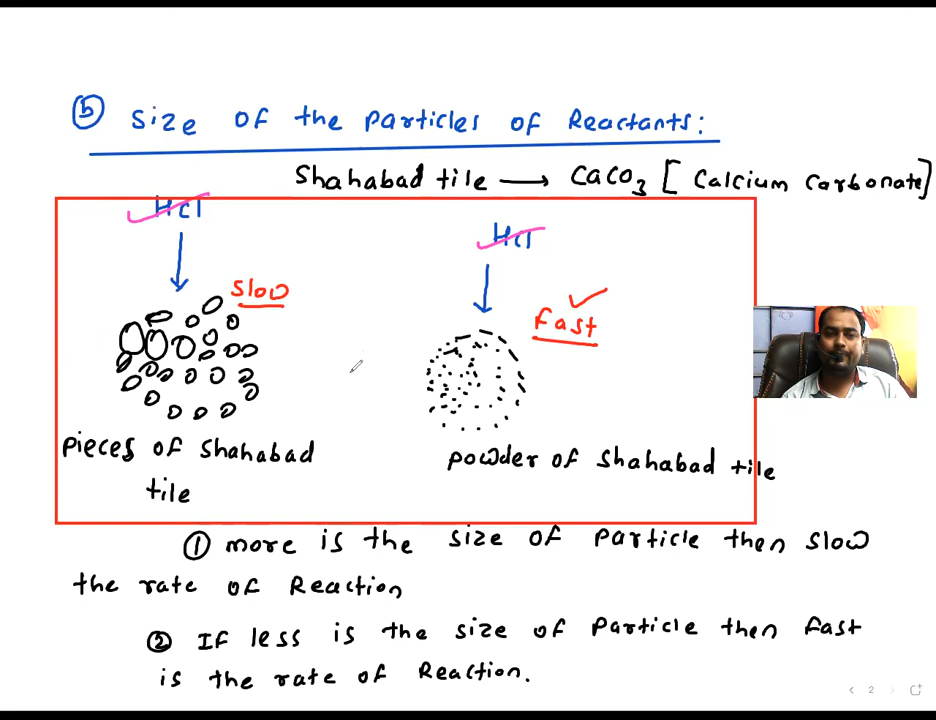 (b) Size of the Particles of Reactants:
Shahabad tile → CaCO3 [Calcium Carbonate]
HCl
HCl
Slow
Fast
pieces of Shahabad
tile
powder of Shahabad tile
① more is the size of particle then slow
the rate of Reaction
② If less is the size of Particle then fast
is the rate of Reaction.
2